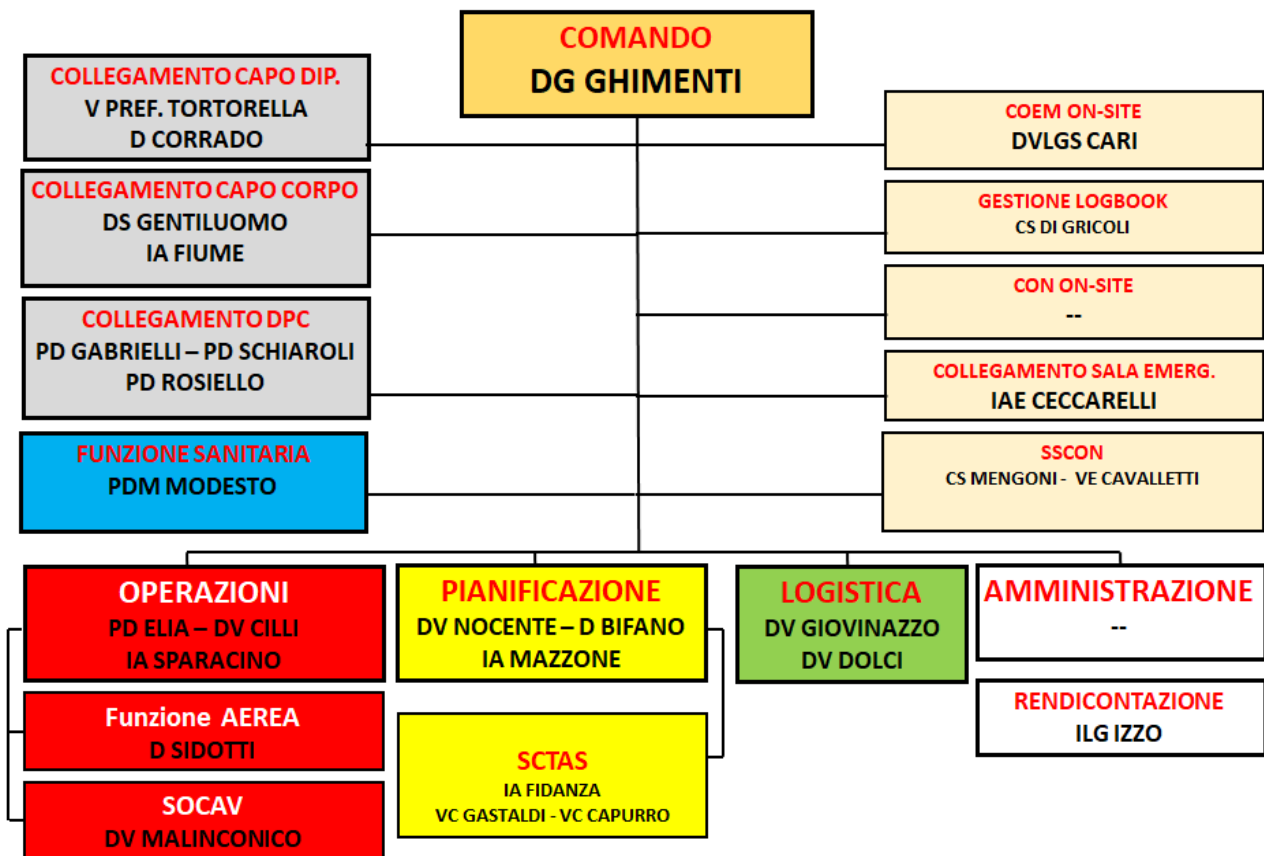 COMANDO
DG GHIMENTI
COLLEGAMENTO CAPO DIP.
V PREF. TORTORELLA
D CORRADO
COLLEGAMENTO CAPO CORPO
DS GENTILUOMO
IA FIUME
COLLEGAMENTO DPC
PD GABRIELLI – PD SCHIAROLI
PD ROSIELLO
FUNZIONE SANITARIA
PDM MODESTO
COEM ON-SITE
DVLGS CARI
GESTIONE LOGBOOK
CS DI GRICOLI
CON ON-SITE
--
COLLEGAMENTO SALA EMERG.
IAE CECCARELLI
SSCON
CS MENGONI - VE CAVALLETTI
OPERAZIONI
PD ELIA – DV CILLI
IA SPARACINO
Funzione AEREA
D SIDOTTI
SOCAV
DV MALINCONICO
PIANIFICAZIONE
DV NOCENTE – D BIFANO
IA MAZZONE
SCTAS
IA FIDANZA
VC GASTALDI - VC CAPURRO
LOGISTICA
DV GIOVINAZZO
DV DOLCI
AMMINISTRAZIONE
--
RENDICONTAZIONE
ILG IZZO